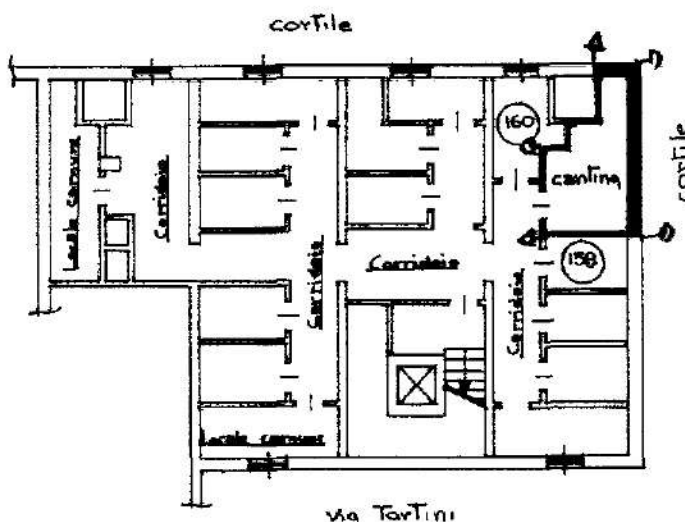 cortile
160
cortile
cantina
Locale comune
Corridoio
Corridoio
Corridoio
158
Corridoio
Locale comune
via Tartini